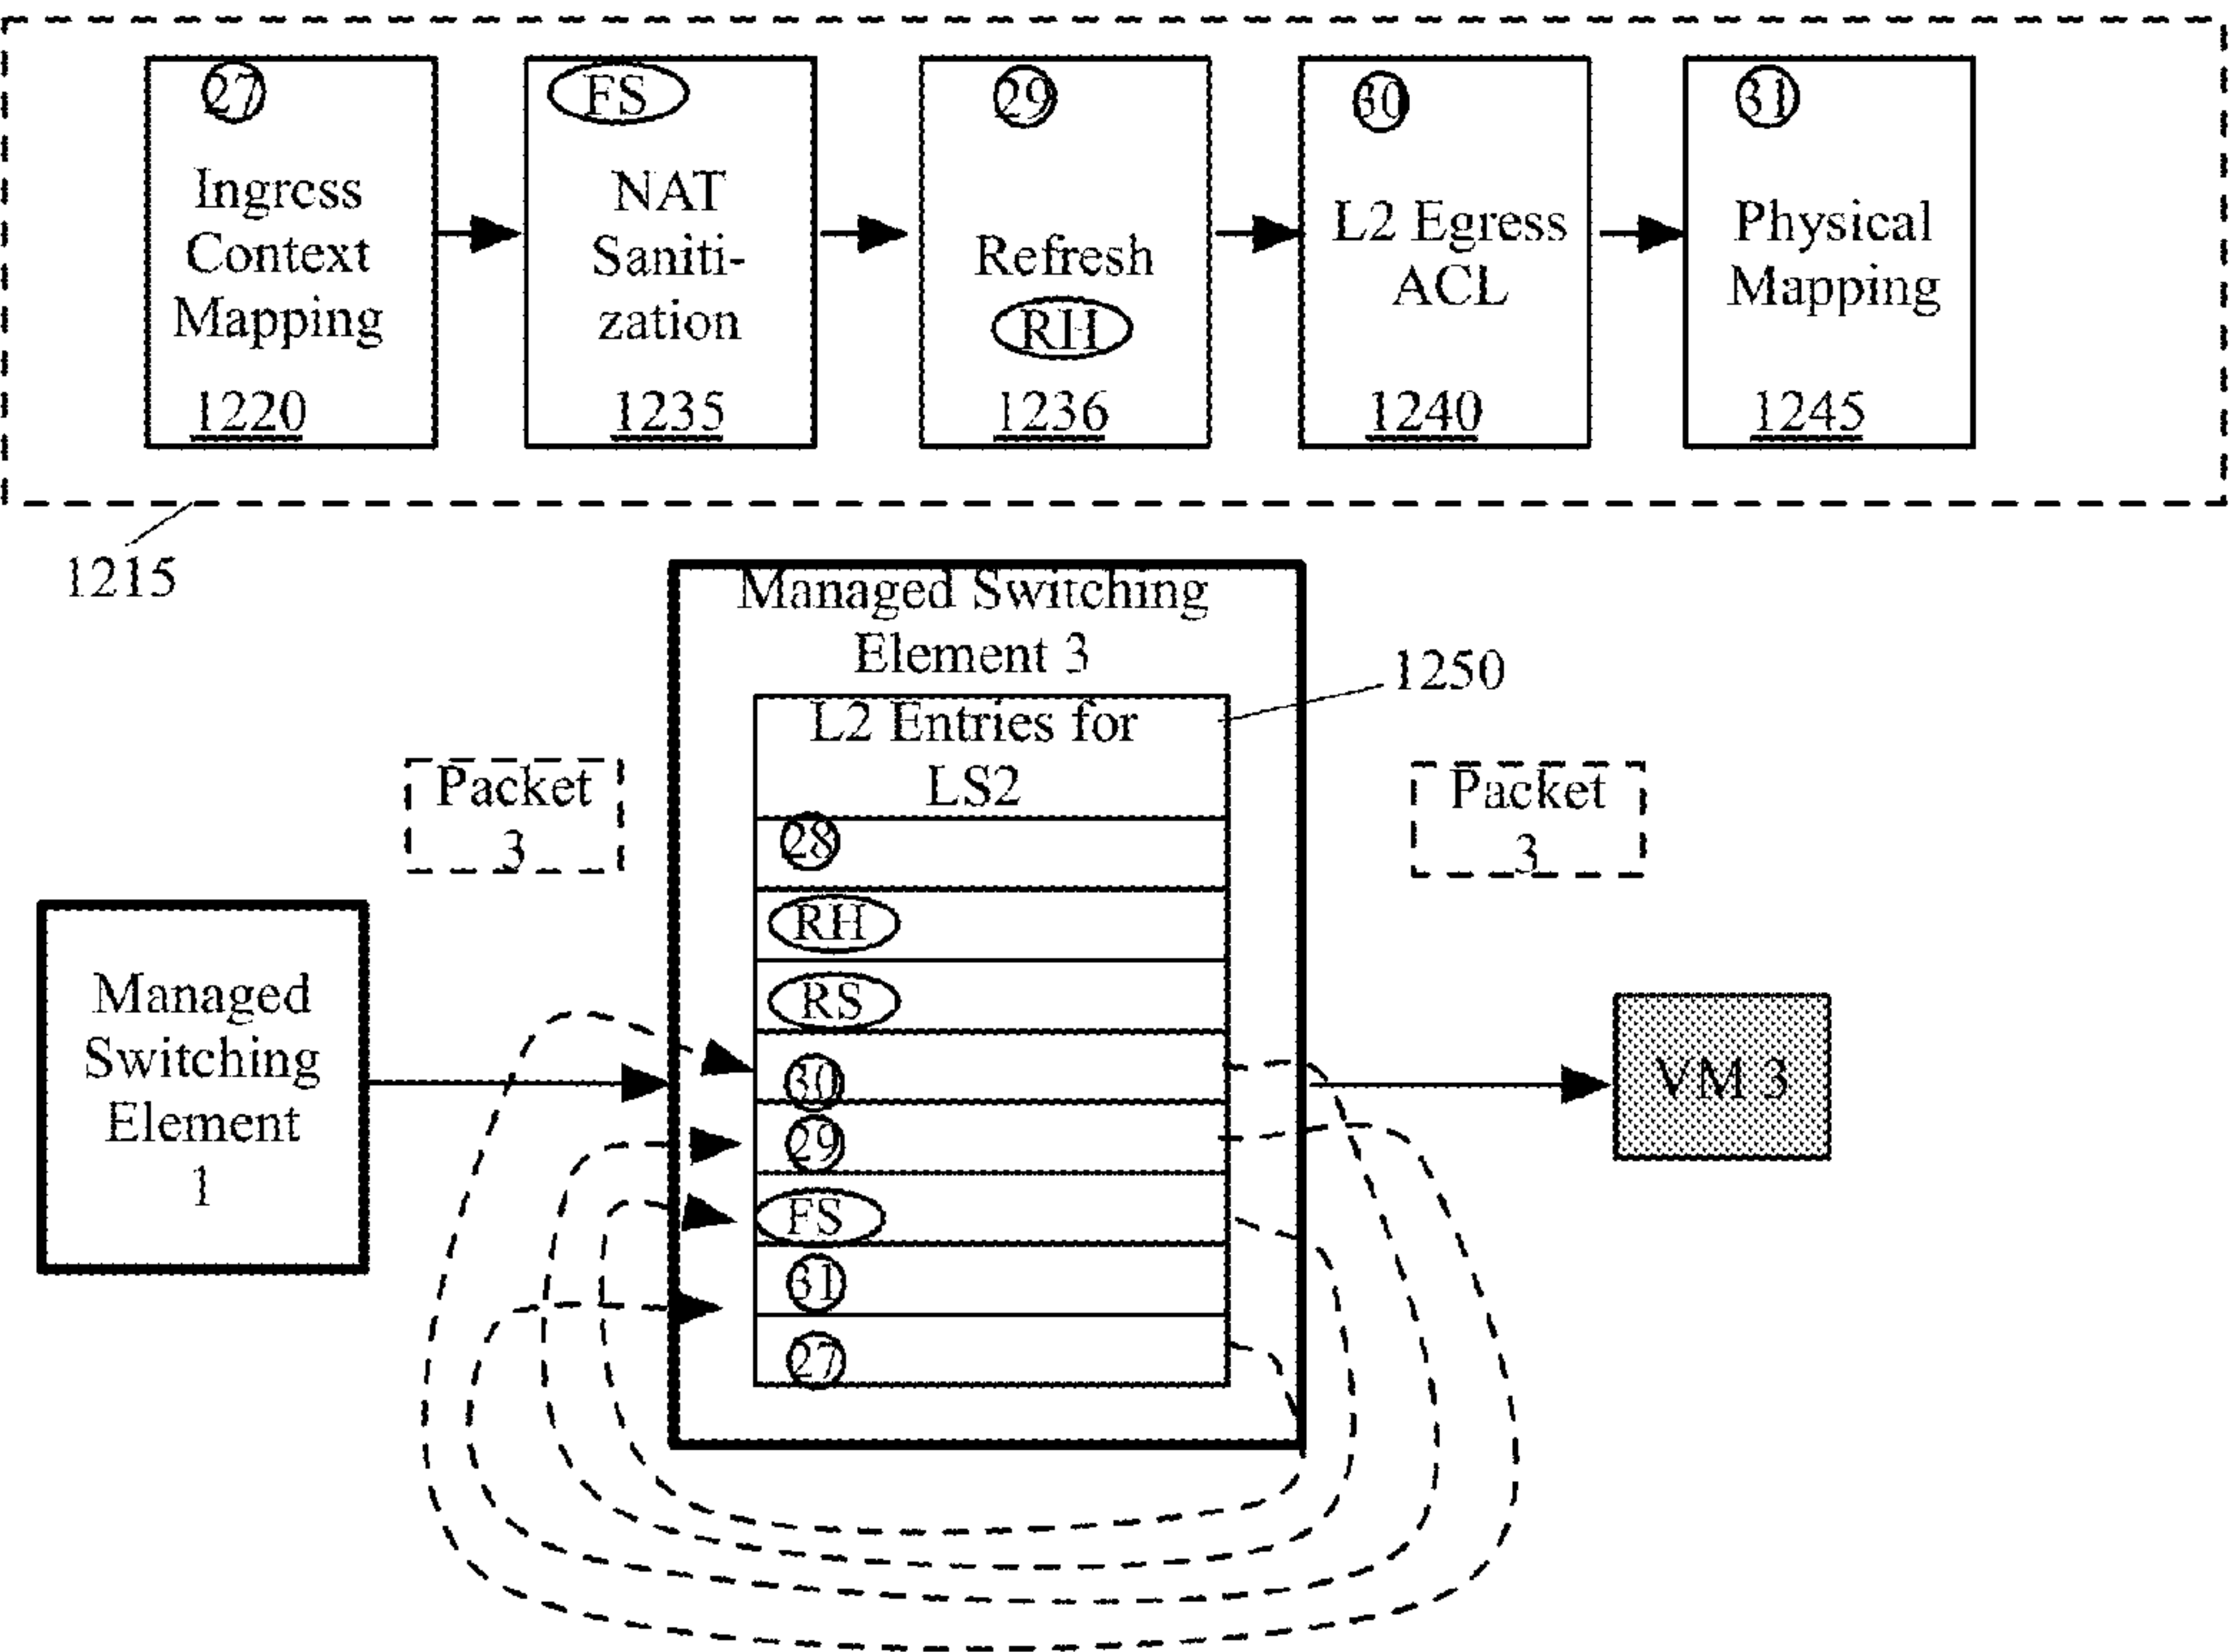 27
Ingress
Context
Mapping
1220
FS
NAT
Saniti-
zation
1235
29
Refresh
RH
1236
30
L2 Egress
ACL
1240
31
Physical
Mapping
1245
1215
Managed Switching
Element 3
1250
L2 Entries for
LS2
28
RH
RS
30
29
FS
31
27
Packet
3
Packet
3
Managed
Switching
Element
1
VM 3